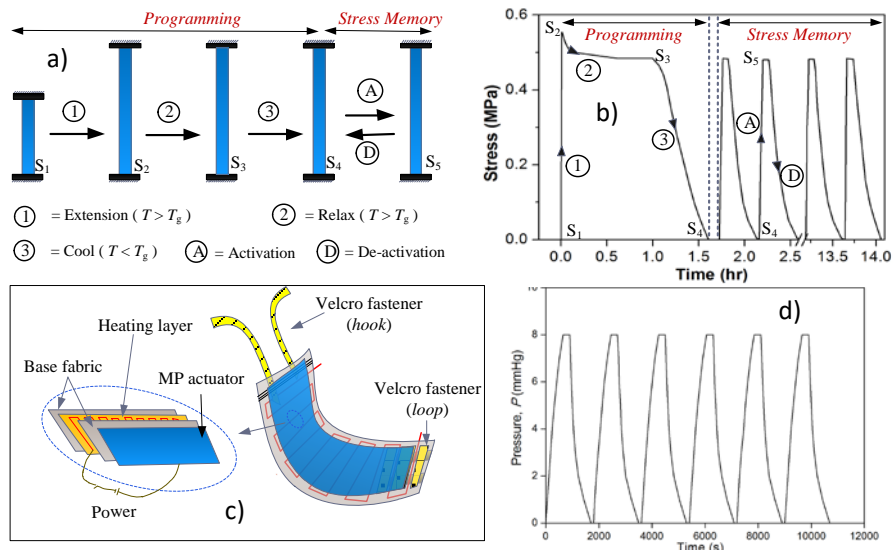 Programming Stress Memory
a)
1 2 3 A D
S1 S2 S3 S4 S5
1 = Extension ( T > Tg ) 2 = Relax ( T > Tg )
3 = Cool ( T < Tg ) A = Activation D = De-activation
0.6
0.4
0.2
0.0
Stress (MPa)
S2 Programming Stress Memory
2 S3 S5
b)
A
3
1 D
S1 S4 S4
0.0 0.5 1.0 1.5 2.0 2.5 13.5 14.0
Time (hr)
Velcro fastener
(hook)
Heating layer
Base fabric
MP actuator
Velcro fastener
(loop)
Power
c)
d)
10
8
6
4
2
0
Pressure, P (mmHg)
0 2000 4000 6000 8000 10000 12000
Time (s)